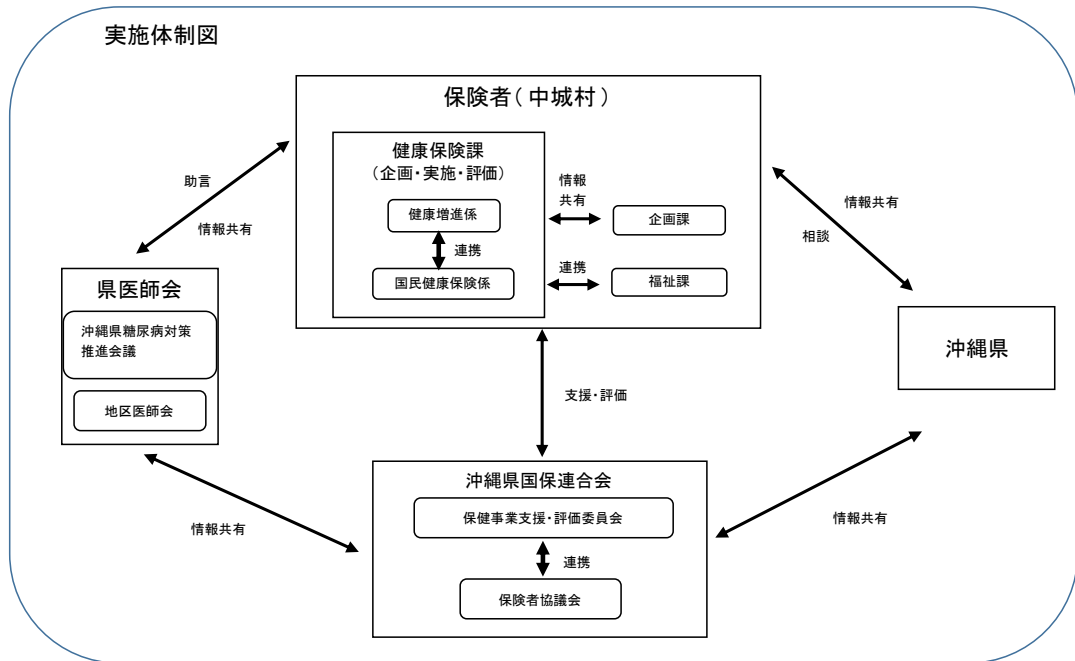 実施体制図
保険者(中城村)
健康保険課
(企画・実施・評価)
健康増進係
連携
国民健康保険係
情報
共有
企画課
連携
福祉課
助言
情報共有
情報共有
相談
県医師会
沖縄県糖尿病対策
推進会議
地区医師会
沖縄県
支援・評価
沖縄県国保連合会
保健事業支援・評価委員会
連携
保険者協議会
情報共有
情報共有